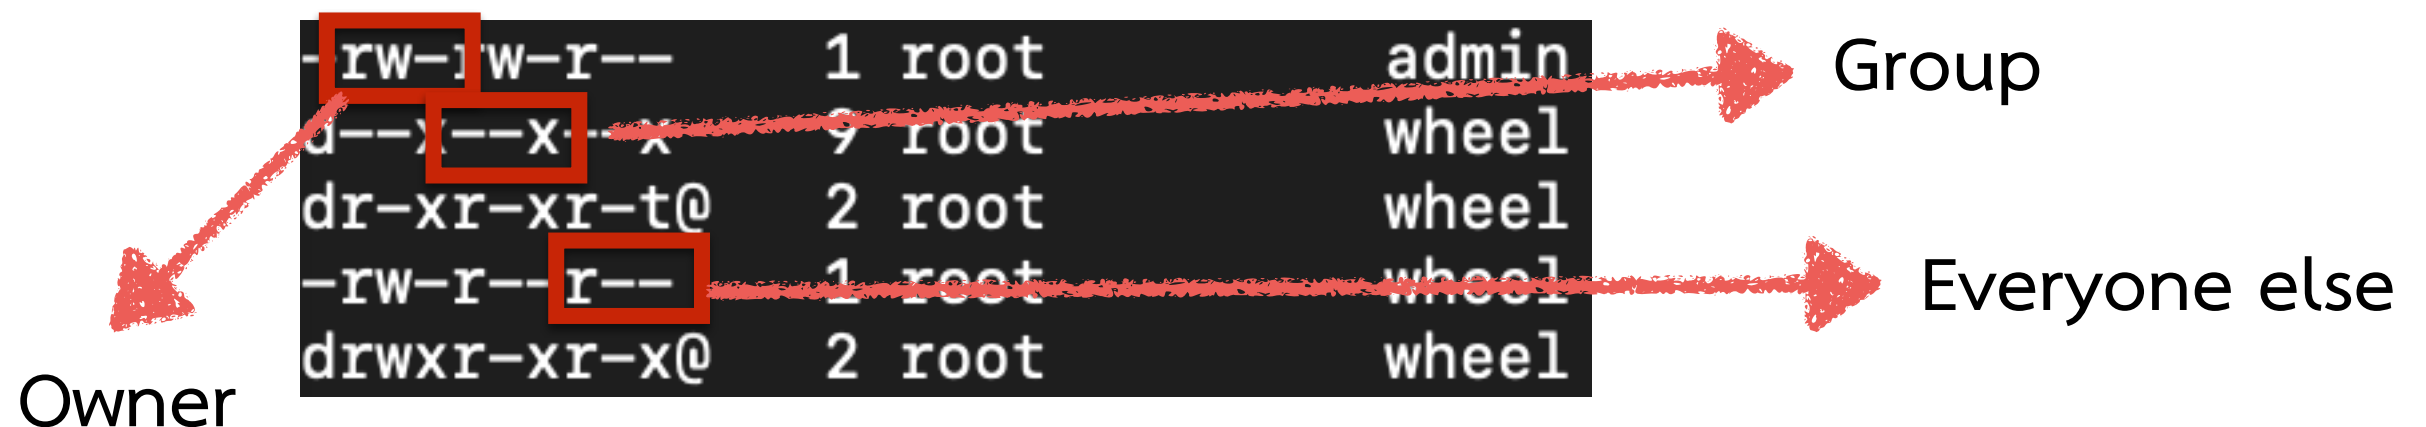 -rw-rw-r-- 1 root admin
d--x--x--x 9 root wheel
dr-xr-xr-t@ 2 root wheel
-rw-r--r-- 1 root wheel
drwxr-xr-x@ 2 root wheel
Group
Everyone else
Owner